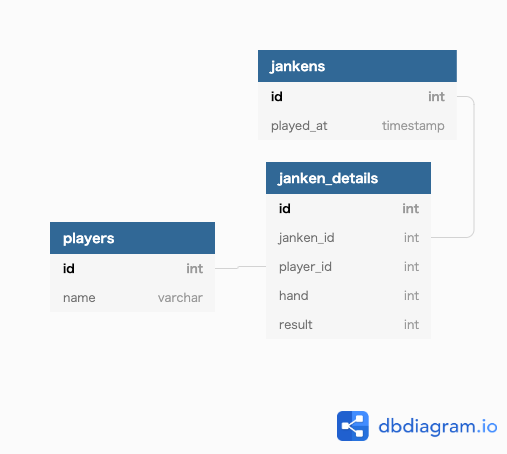 jankens
id int
played_at timestamp
janken_details
id int
janken_id int
player_id int
hand int
result int
players
id int
name varchar
dbdiagram.io